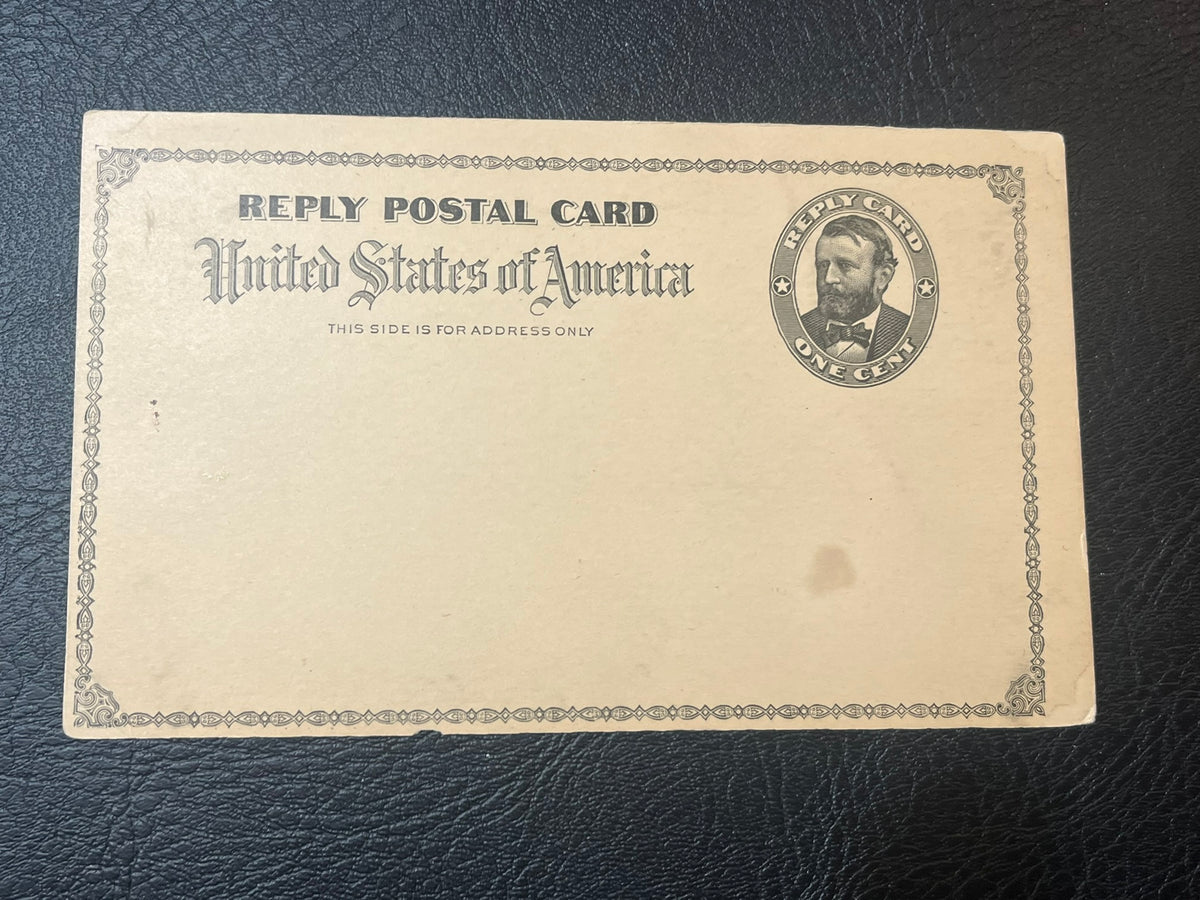 REPLY POSTAL CARD
United States of America
THIS SIDE IS FOR ADDRESS ONLY
REPLY CARD
ONE CENT